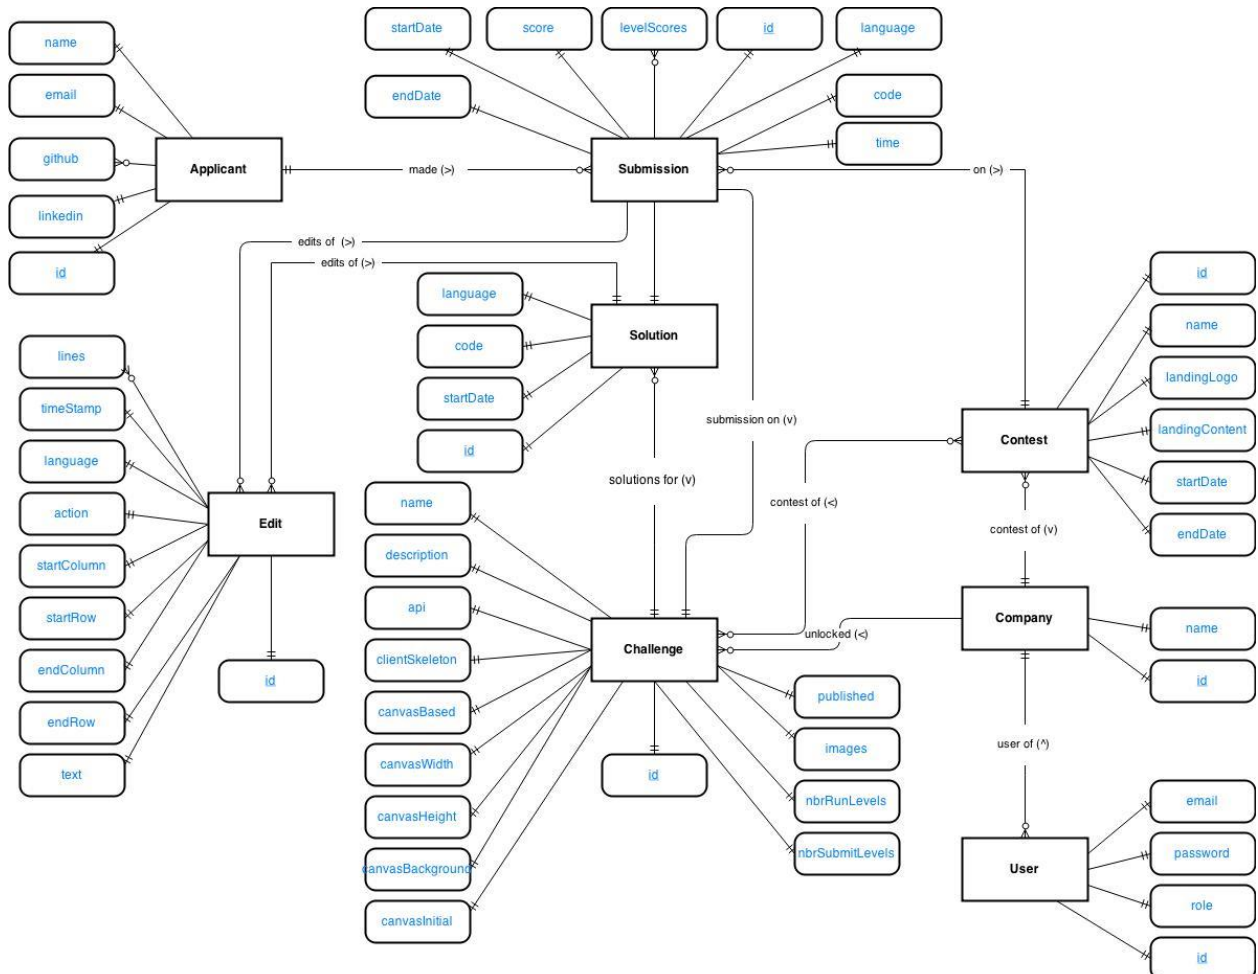 startDate
score
levelScores
id
language
name
email
endDate
code
time
github
Applicant
made (>)
Submission
on (>)
linkedin
id
edits of (>)
edits of (>)
language
Solution
code
startDate
id
id
name
landingLogo
landingContent
startDate
endDate
Contest
lines
timeStamp
language
action
startColumn
startRow
endColumn
endRow
text
Edit
id
submission on (v)
solutions for (v)
contest of (<)
contest of (v)
name
description
api
clientSkeleton
canvasBased
canvasWidth
canvasHeight
canvasBackground
canvasInitial
Challenge
unlocked (<)
Company
name
id
published
images
nbrRunLevels
nbrSubmitLevels
id
user of (^)
User
email
password
role
id